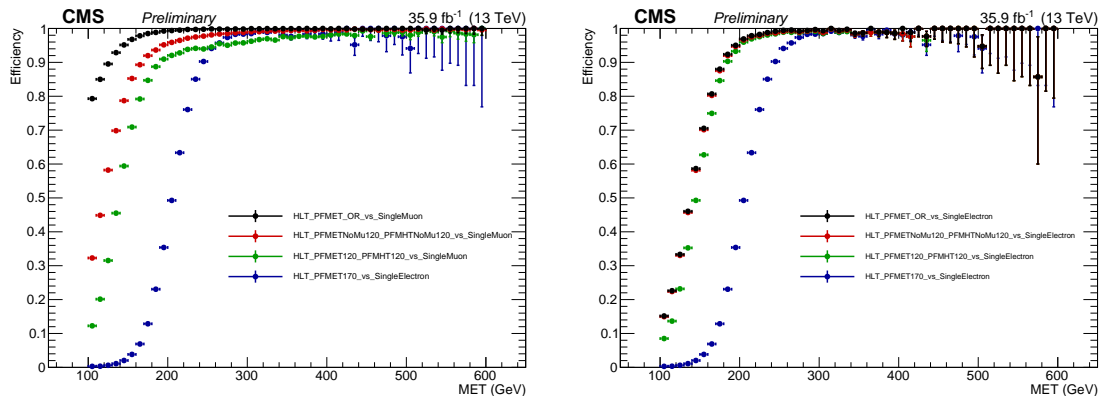 CMS Preliminary 35.9 fb⁻¹ (13 TeV)
Efficiency
1
0.9
0.8
0.7
0.6
0.5
0.4
0.3
0.2
0.1
0
HLT_PFMET_OR_vs_SingleMuon
HLT_PFMETNoMu120_PFMHTNoMu120_vs_SingleMuon
HLT_PFMET120_PFMHT120_vs_SingleMuon
HLT_PFMET170_vs_SingleElectron
100 200 300 400 500 600
MET (GeV)
CMS Preliminary 35.9 fb⁻¹ (13 TeV)
Efficiency
1
0.9
0.8
0.7
0.6
0.5
0.4
0.3
0.2
0.1
0
HLT_PFMET_OR_vs_SingleElectron
HLT_PFMETNoMu120_PFMHTNoMu120_vs_SingleElectron
HLT_PFMET120_PFMHT120_vs_SingleElectron
HLT_PFMET170_vs_SingleElectron
100 200 300 400 500 600
MET (GeV)